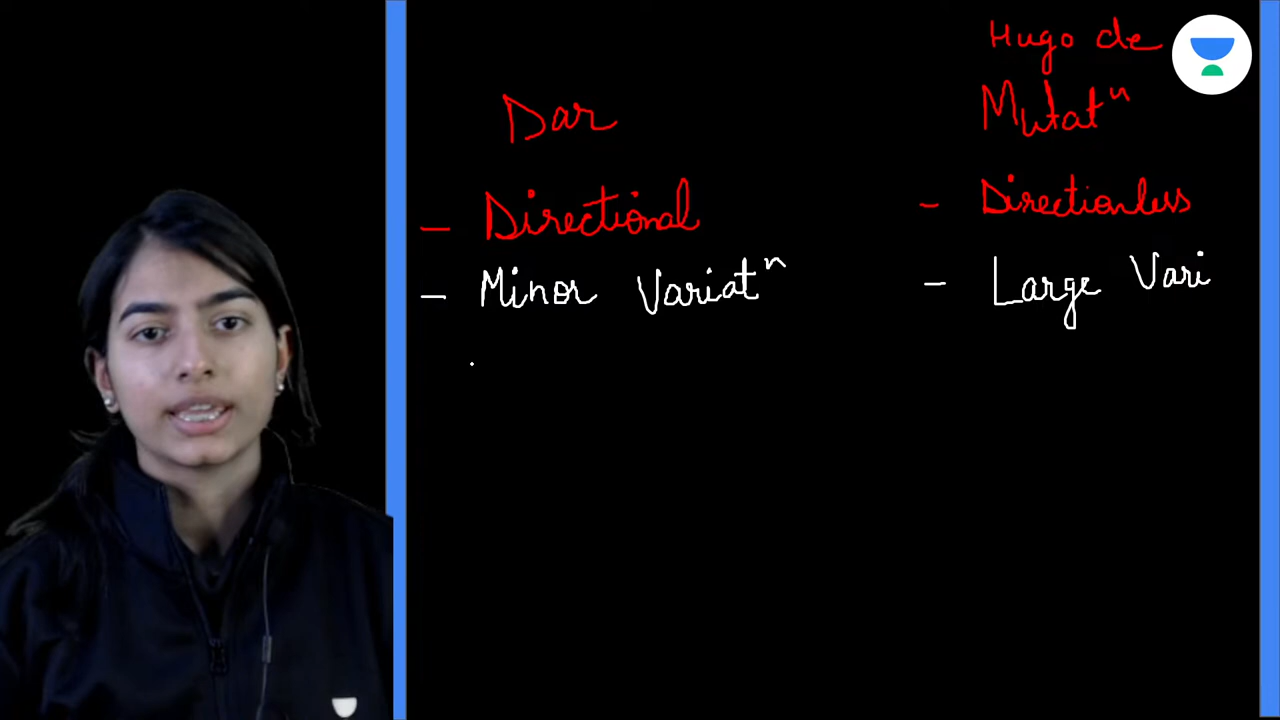 Hugo de
Mutatⁿ
Dar
- Directional
- Minor Variatⁿ
- Directionless
- Large Vari